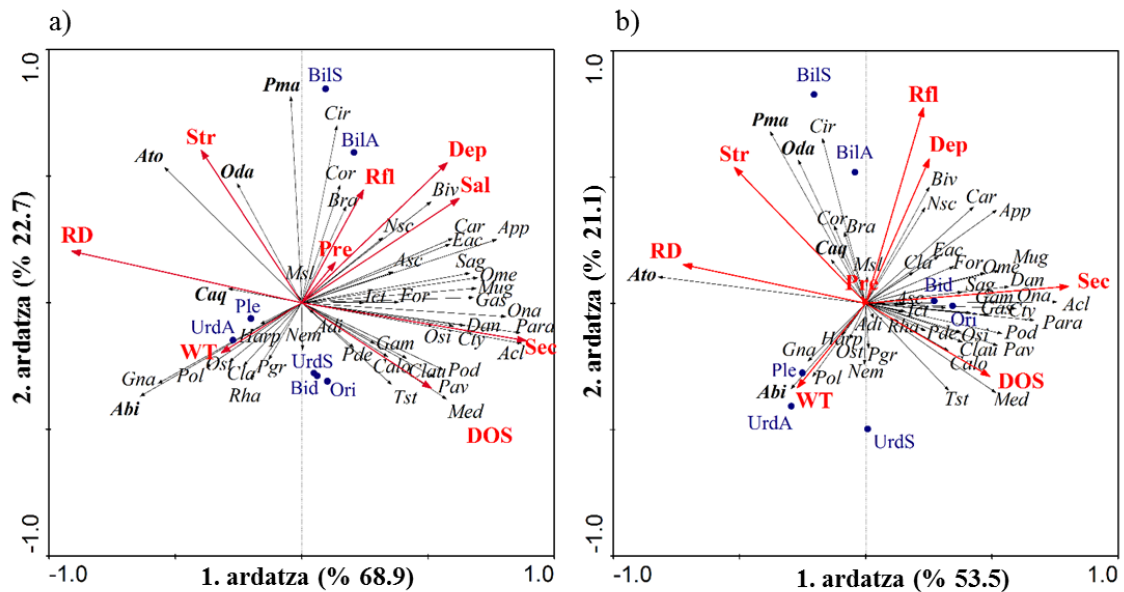 a)
1.0
BilS
Pma
Cir
Str
BilA
Dep
Ato
Oda
Cor
Rfl
Sal
Biv
Bra
Nsc
Car
App
RD
Eac
Pre
Asc
Sag
Msl
Ome
Mug
Caq
Ict
For
Gas
Ple
Ona
UrdA
Harp
Nem
Adi
Osi
Dan
Cty
Para
WT
Ost
Pgr
Pde
Gam
Sec
Acl
Gna
Pol
Cla
UrdS
Calo
Clau
Pod
Rha
Bid
Ori
Pav
Abi
Tst
Med
DOS
2. ardatza (% 22.7)
-1.0
-1.0
1. ardatza (% 68.9)
1.0
b)
1.0
BilS
Rfl
Pma
Oda
Cir
Str
BilA
Dep
Biv
Nsc
Car
App
Cor
Bra
RD
Caq
Msl
Eac
Mug
Cla
For
Ome
Ato
Pre
Bid
Sag
Dan
Sec
Asc
Gam
Ona
Acl
Ict
Ori
Gas
Cty
Para
Adi
Rha
Pde
Osi
Pod
Harp
Ost
Clau
Pav
Gna
Ple
Pgr
Nem
Calo
DOS
Abi
WT
Pol
Tst
Med
UrdA
UrdS
2. ardatza (% 21.1)
-1.0
-1.0
1. ardatza (% 53.5)
1.0